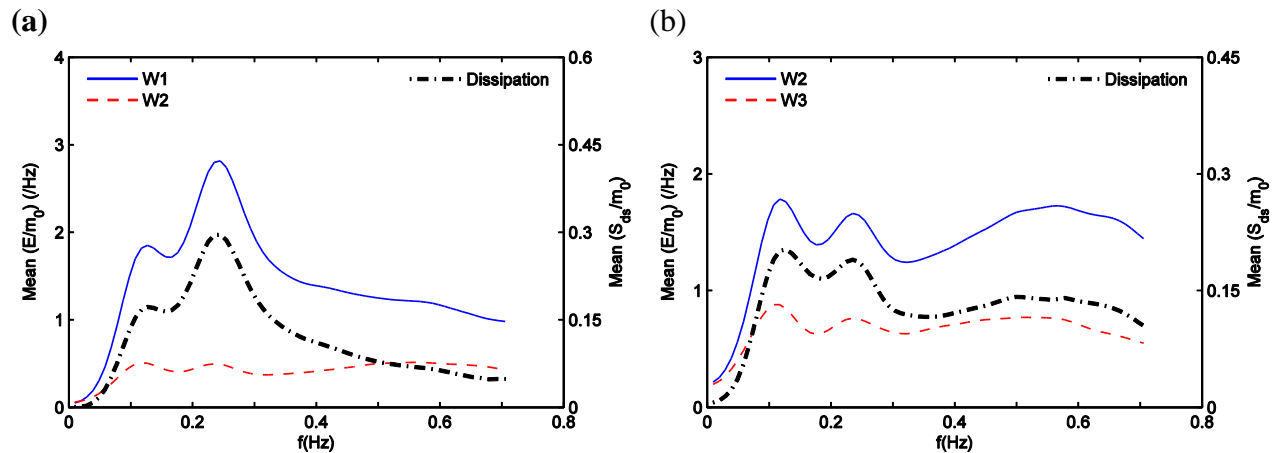 (a)
4
3
2
1
0
Mean (E/m0) (/Hz)
W1
W2
Dissipation
0.6
0.45
0.3
0.15
0
Mean (Sds/m0)
0
0.2
0.4
0.6
0.8
f(Hz)
(b)
3
2
1
0
Mean (E/m0) (/Hz)
W2
W3
Dissipation
0.45
0.3
0.15
0
Mean (Sds/m0)
0
0.2
0.4
0.6
0.8
f(Hz)